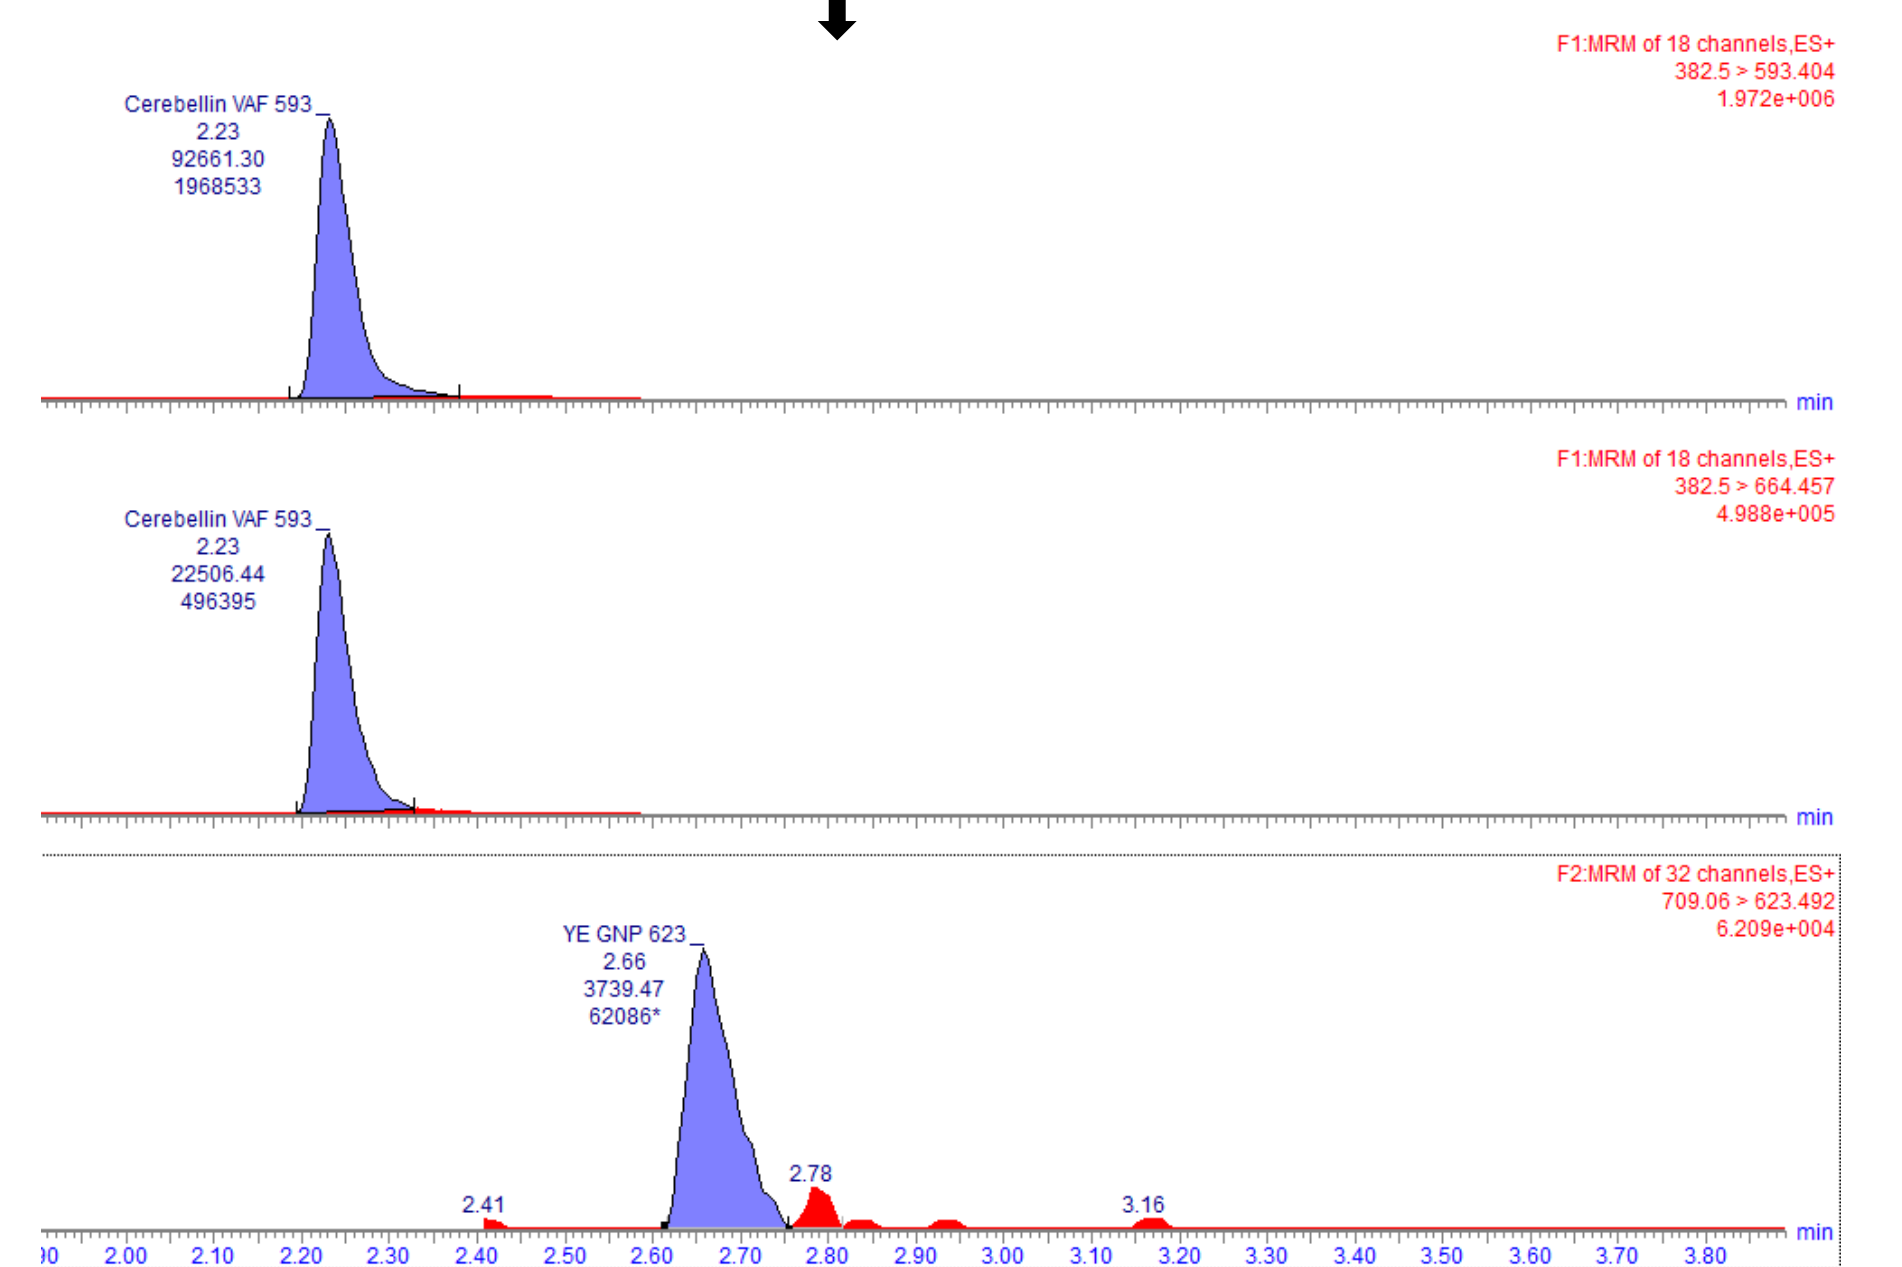 F1:MRM of 18 channels,ES+
382.5 > 593.404
1.972e+006
Cerebellin VAF 593
2.23
92661.30
1968533
min
F1:MRM of 18 channels,ES+
382.5 > 664.457
4.988e+005
Cerebellin VAF 593
2.23
22506.44
496395
min
F2:MRM of 32 channels,ES+
709.06 > 623.492
6.209e+004
YE GNP 623
2.66
3739.47
62086*
2.41
2.78
3.16
min
90 2.00 2.10 2.20 2.30 2.40 2.50 2.60 2.70 2.80 2.90 3.00 3.10 3.20 3.30 3.40 3.50 3.60 3.70 3.80